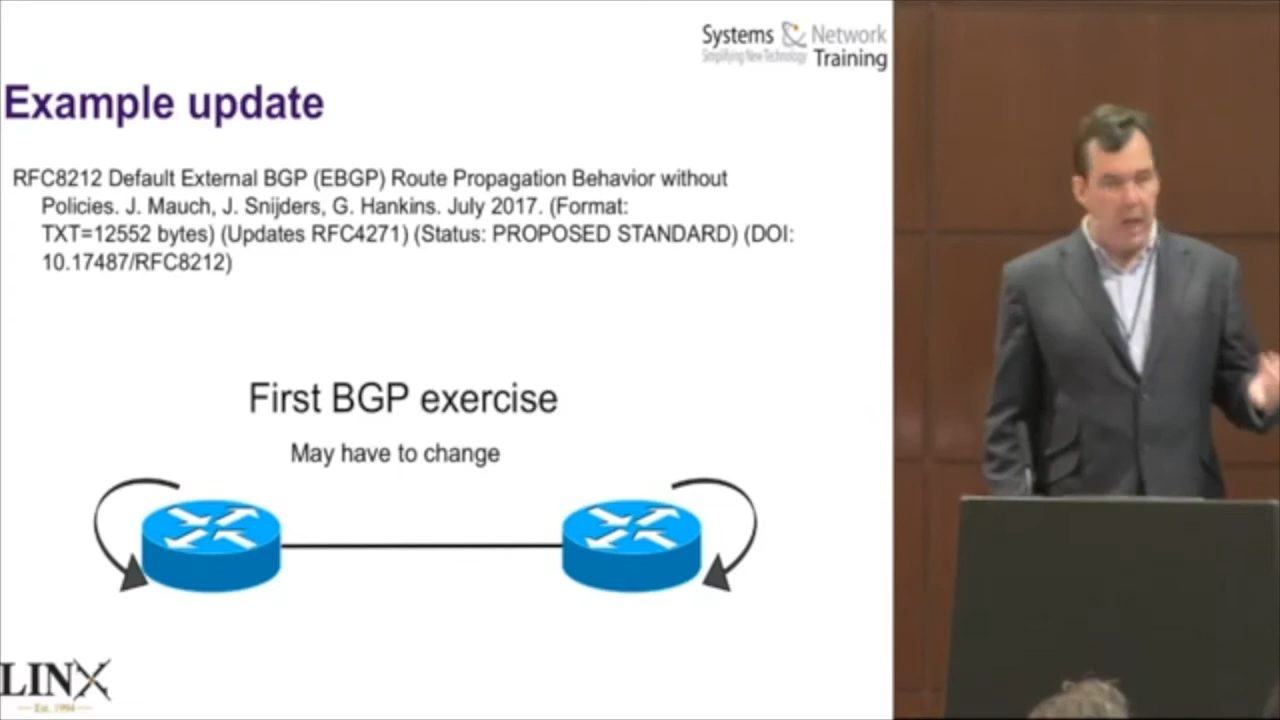 Systems Network
Simplifying New Technology Training
Example update
RFC8212 Default External BGP (EBGP) Route Propagation Behavior without
Policies. J. Mauch, J. Snijders, G. Hankins. July 2017. (Format:
TXT=12552 bytes) (Updates RFC4271) (Status: PROPOSED STANDARD) (DOI:
10.17487/RFC8212)
First BGP exercise
May have to change
LINX
Est. 1994